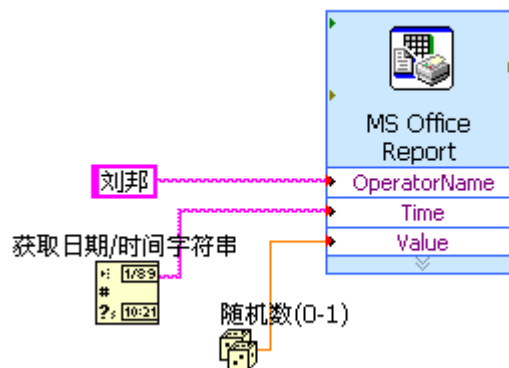 MS Office
Report
刘邦
OperatorName
Time
Value
获取日期/时间字符串
1/89
#
?: 10:21
随机数(0-1)